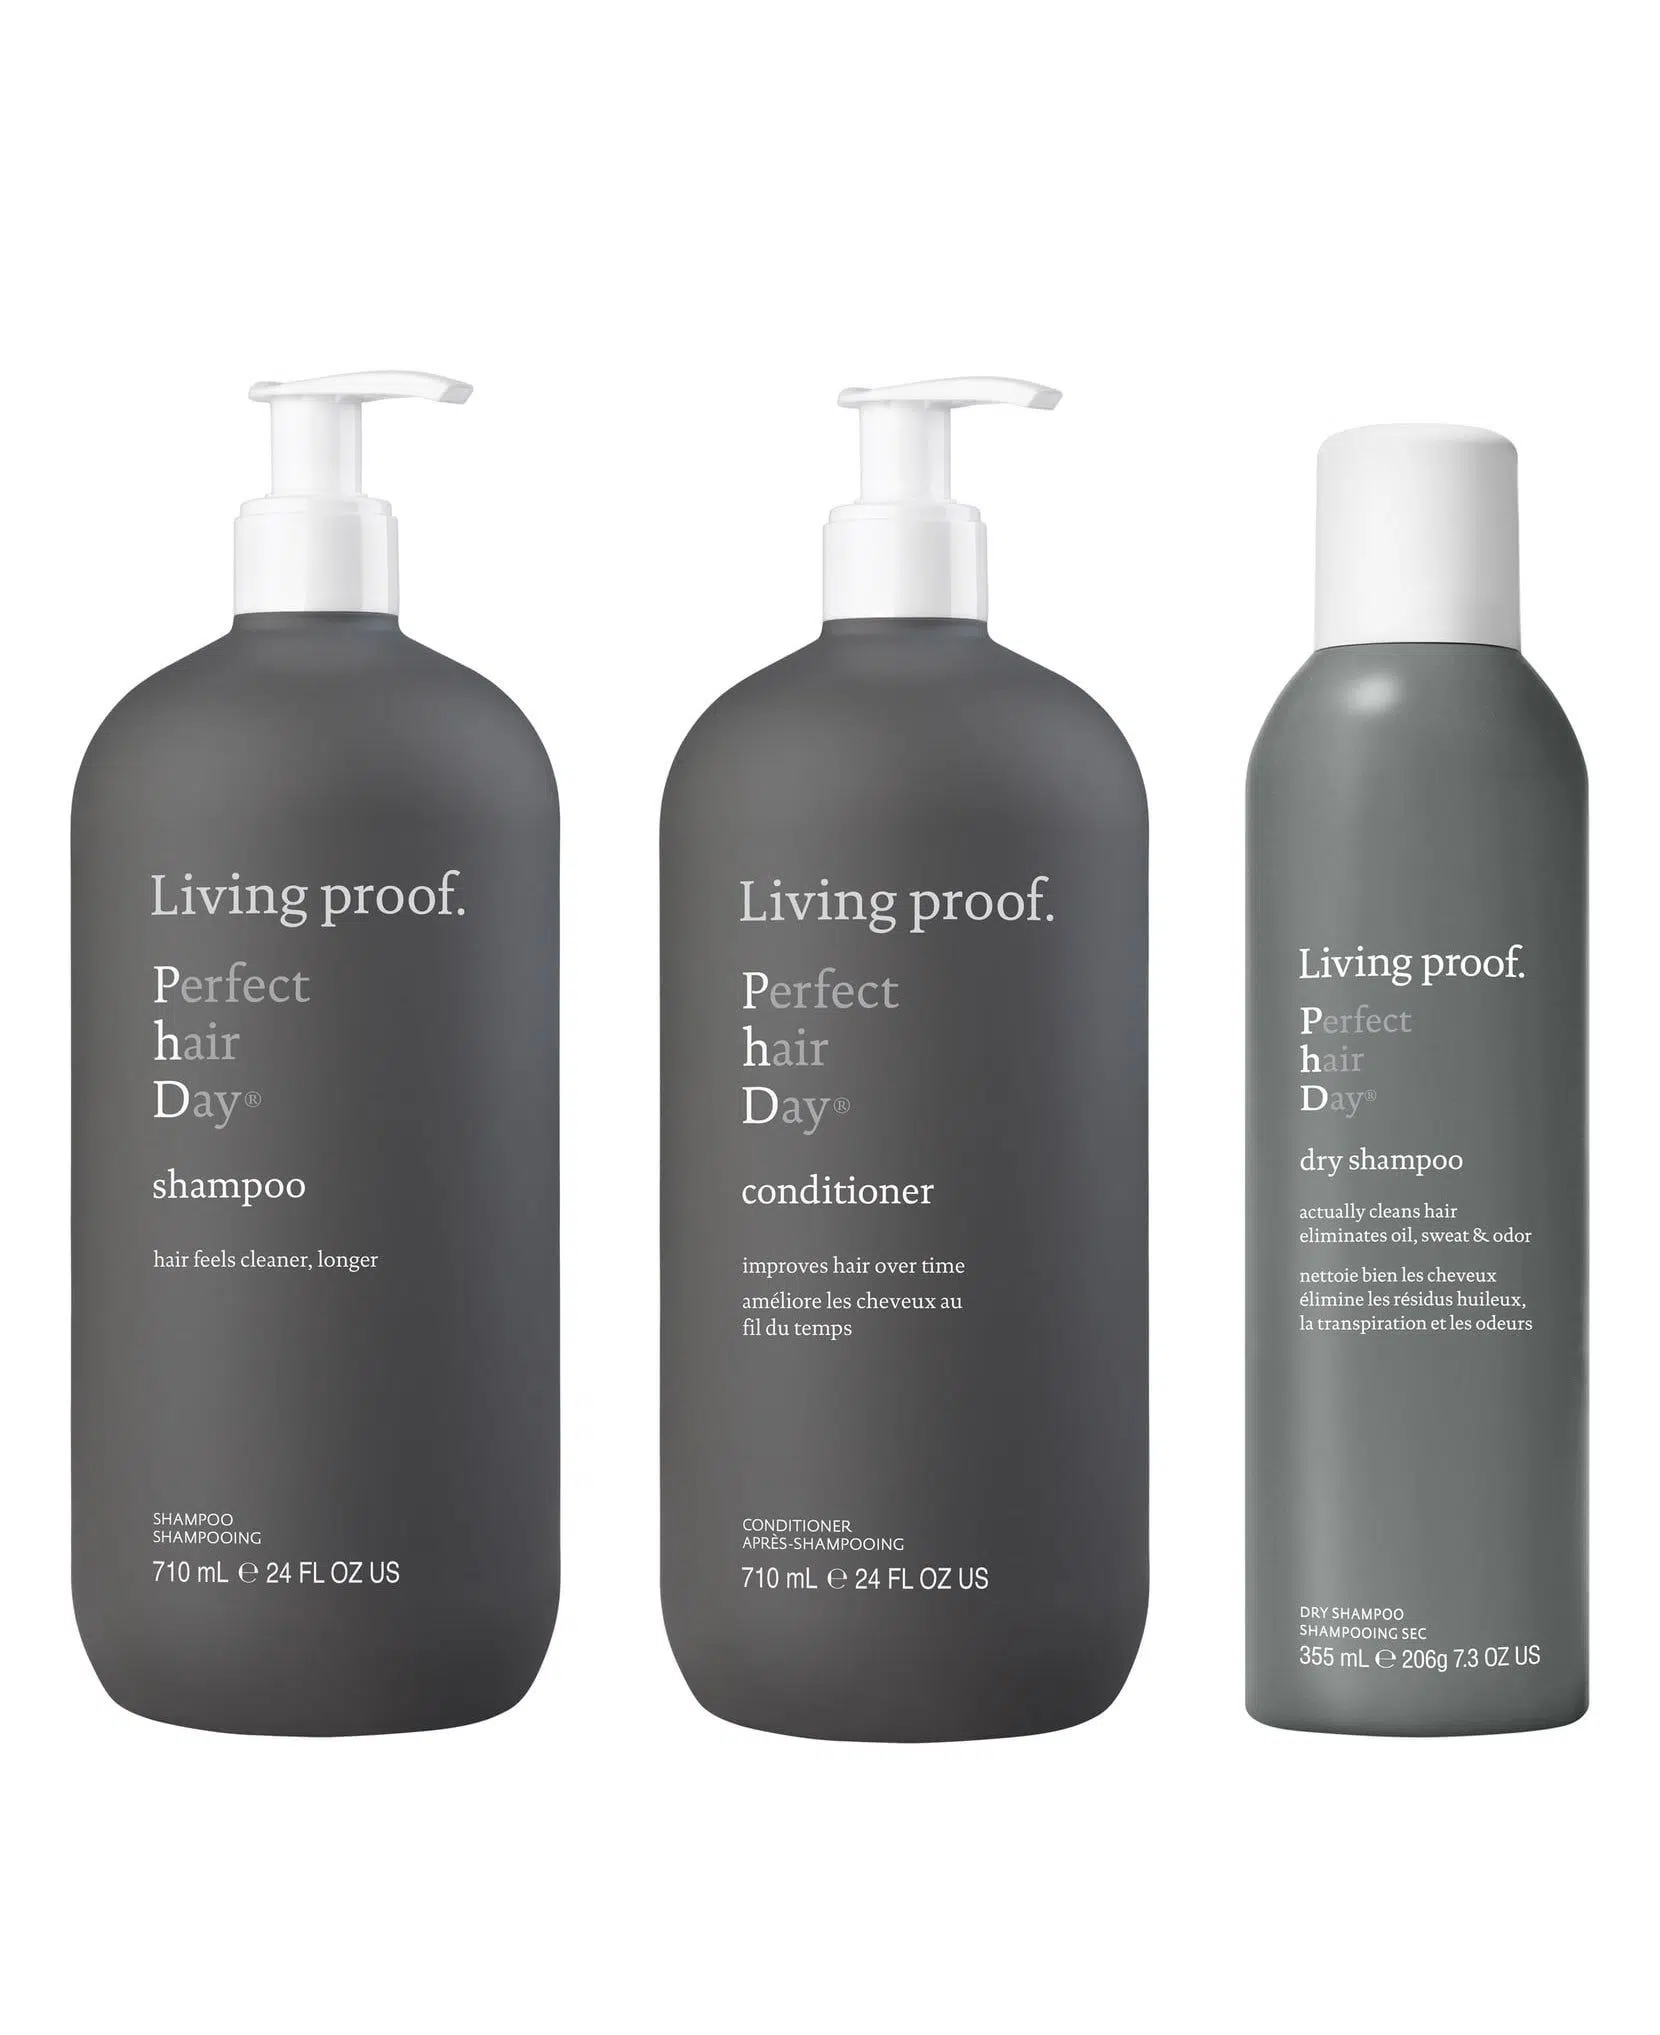 Living proof.
Perfect
hair
Day®
shampoo
hair feels cleaner, longer
SHAMPOO
SHAMPOOING
710 mL ℮ 24 FL OZ US
Living proof.
Perfect
hair
Day®
conditioner
improves hair over time
améliore les cheveux au
fil du temps
CONDITIONER
APRÈS-SHAMPOOING
710 mL ℮ 24 FL OZ US
Living proof.
Perfect
hair
Day®
dry shampoo
actually cleans hair
eliminates oil, sweat & odor
nettoie bien les cheveux
élimine les résidus huileux,
la transpiration et les odeurs
DRY SHAMPOO
SHAMPOOING SEC
355 mL ℮ 206g 7.3 OZ US